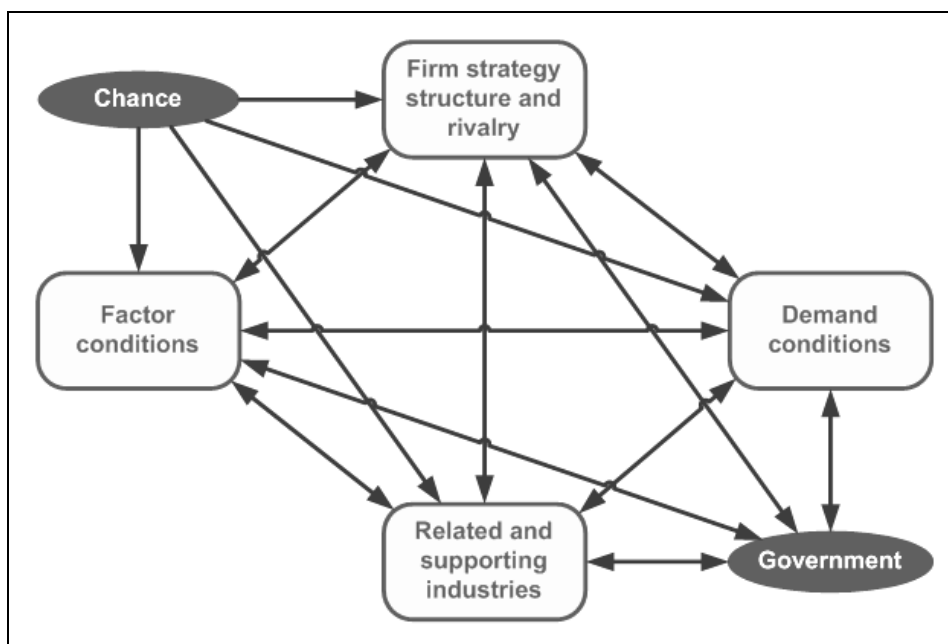 Firm strategy
structure and
rivalry
Chance
Factor
conditions
Demand
conditions
Related and
supporting
industries
Government